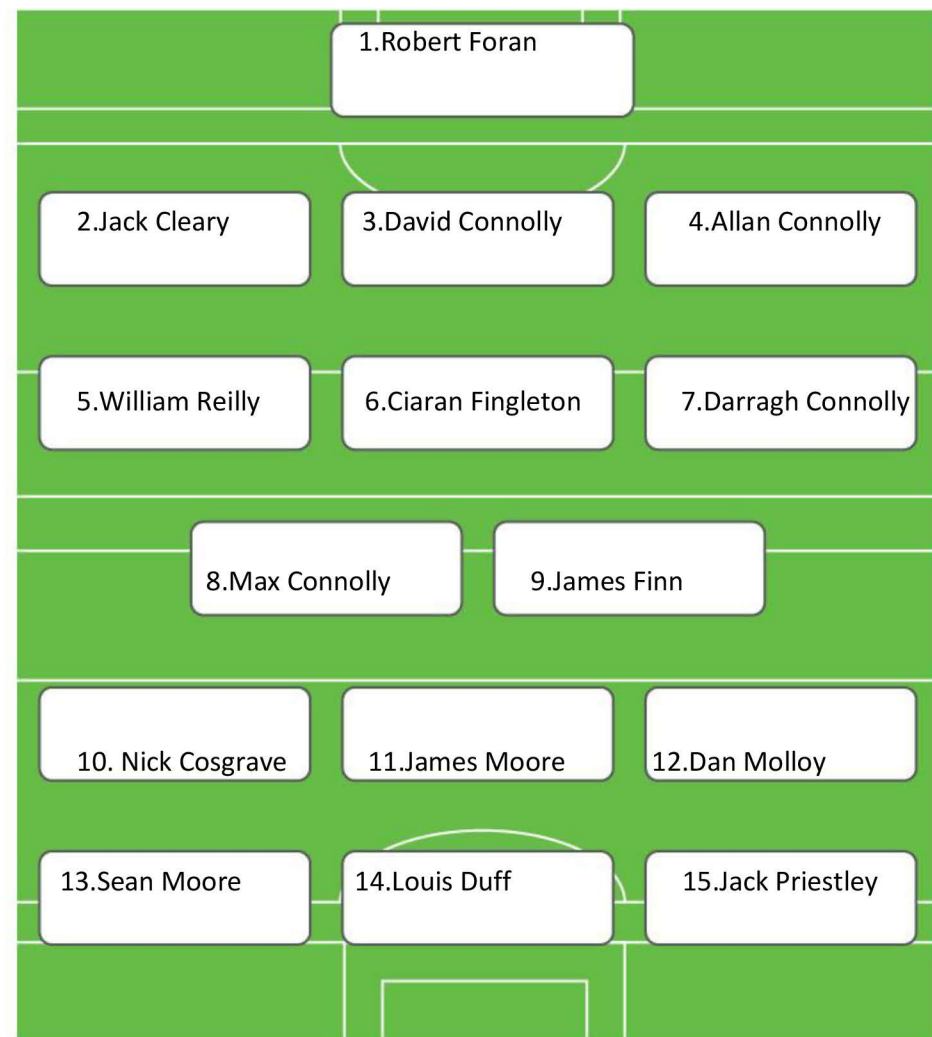 1.Robert Foran
2.Jack Cleary
3.David Connolly
4.Allan Connolly
5.William Reilly
6.Ciaran Fingleton
7.Darragh Connolly
8.Max Connolly
9.James Finn
10. Nick Cosgrave
11.James Moore
12.Dan Molloy
13.Sean Moore
14.Louis Duff
15.Jack Priestley